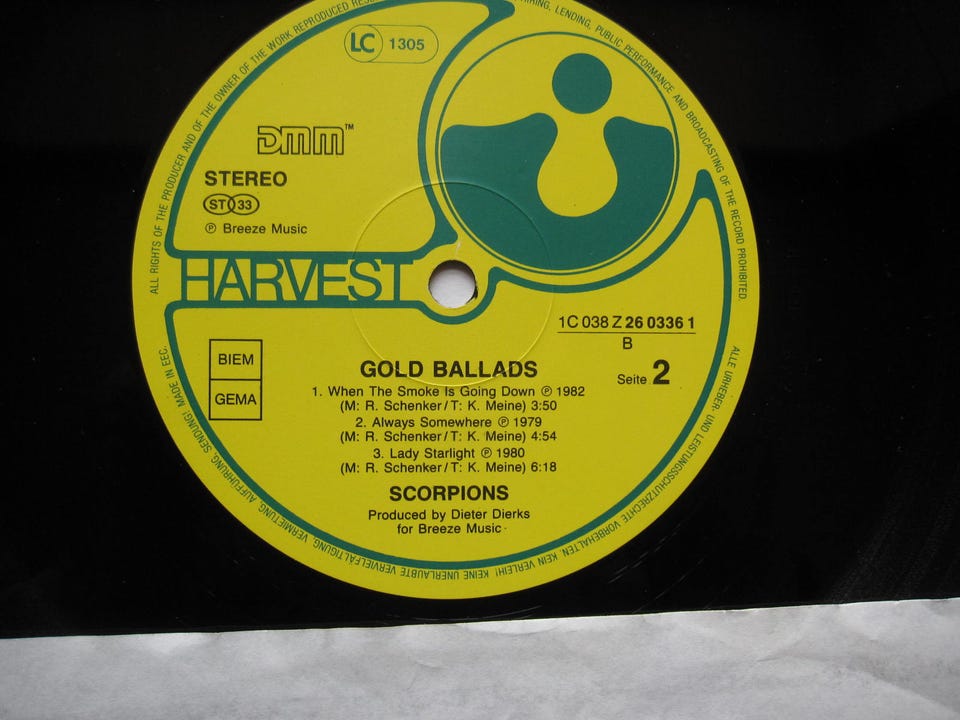 ALL RIGHTS OF THE PRODUCER AND OF THE OWNER OF THE WORK REPRODUCED
LENDING, PUBLIC PERFORMANCE AND BROADCASTING OF THE RECORD PROHIBITED.
LC 1305
DMM™
STEREO
ST 33
℗ Breeze Music
HARVEST
1C 038 Z 26 0336 1
B
Seite 2
BIEM
GEMA
GOLD BALLADS
1. When The Smoke Is Going Down ℗ 1982
(M: R. Schenker/T: K. Meine) 3:50
2. Always Somewhere ℗ 1979
(M: R. Schenker/T: K. Meine) 4:54
3. Lady Starlight ℗ 1980
(M: R. Schenker/T: K. Meine) 6:18
SCORPIONS
Produced by Dieter Dierks
for Breeze Music
ALLE URHEBER- UND LEISTUNGSSCHUTZRECHTE VORBEHALTEN. KEIN VERLEIH! KEINE UNERLAUBTE VERVIELFÄLTIGUNG, VERMIETUNG, AUFFÜHRUNG, SENDUNG! MADE IN EEC.